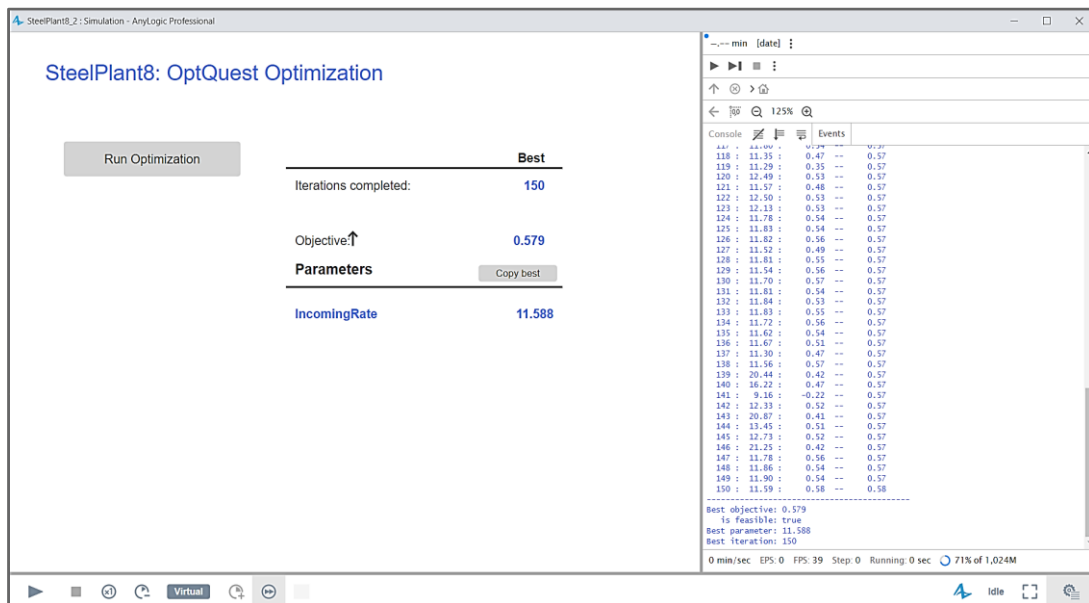 SteelPlant8_2 : Simulation - AnyLogic Professional
SteelPlant8: OptQuest Optimization
Run Optimization
Best
Iterations completed: 150
Objective: 0.579
Parameters Copy best
IncomingRate 11.588
–.–– min [date]
125%
Console Events
118 : 11.35 : 0.47 -- 0.57
119 : 11.29 : 0.35 -- 0.57
120 : 12.49 : 0.53 -- 0.57
121 : 11.57 : 0.48 -- 0.57
122 : 12.50 : 0.53 -- 0.57
123 : 12.13 : 0.53 -- 0.57
124 : 11.78 : 0.54 -- 0.57
125 : 11.83 : 0.54 -- 0.57
126 : 11.82 : 0.56 -- 0.57
127 : 11.52 : 0.49 -- 0.57
128 : 11.81 : 0.55 -- 0.57
129 : 11.54 : 0.56 -- 0.57
130 : 11.70 : 0.57 -- 0.57
131 : 11.81 : 0.54 -- 0.57
132 : 11.84 : 0.53 -- 0.57
133 : 11.83 : 0.55 -- 0.57
134 : 11.72 : 0.56 -- 0.57
135 : 11.62 : 0.54 -- 0.57
136 : 11.67 : 0.51 -- 0.57
137 : 11.30 : 0.47 -- 0.57
138 : 11.56 : 0.57 -- 0.57
139 : 20.44 : 0.42 -- 0.57
140 : 16.22 : 0.47 -- 0.57
141 : 9.16 : -0.22 -- 0.57
142 : 12.33 : 0.52 -- 0.57
143 : 20.87 : 0.41 -- 0.57
144 : 13.45 : 0.51 -- 0.57
145 : 12.73 : 0.52 -- 0.57
146 : 21.25 : 0.42 -- 0.57
147 : 11.78 : 0.56 -- 0.57
148 : 11.86 : 0.54 -- 0.57
149 : 11.90 : 0.54 -- 0.57
150 : 11.59 : 0.58 -- 0.58
Best objective: 0.579
is feasible: true
Best parameter: 11.588
Best iteration: 150
0 min/sec EPS: 0 FPS: 39 Step: 0 Running: 0 sec 71% of 1,024M
x1 Virtual Idle